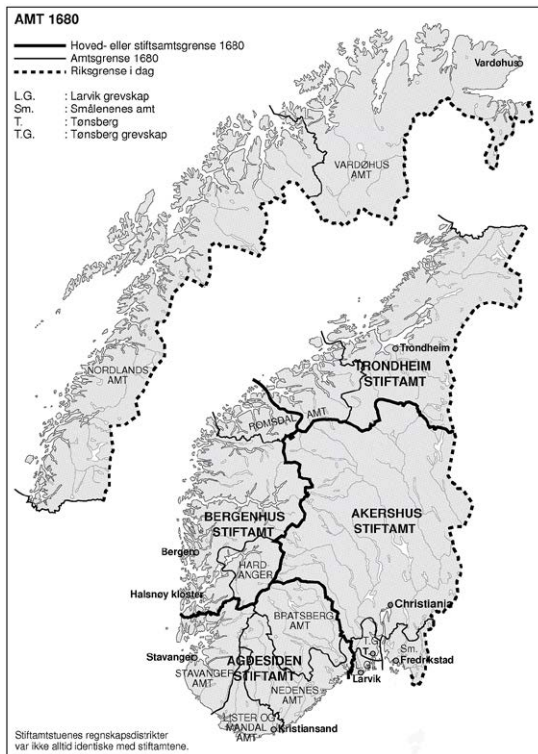 AMT 1680
Hoved- eller stiftsamtsgrense 1680
Amtsgrense 1680
Riksgrense i dag
L.G. : Larvik grevskap
Sm. : Smålenenes amt
T. : Tønsberg
T.G. : Tønsberg grevskap
Vardøhus
VARDØHUS
AMT
NORDLANDS
AMT
Trondheim
TRONDHEIM
STIFTAMT
ROMSDAL AMT
AKERSHUS
STIFTAMT
BERGENHUS
STIFTAMT
Bergen
HARD-
ANGER
Halsnøy kloster
Christiania
BRATSBERG
AMT
T.G.
T.
Sm.
Fredrikstad
Larvik
Stavanger
AGDESIDEN
STIFTAMT
STAVANGER
AMT
NEDENES
AMT
LISTER OG
MANDAL
AMT
Kristiansand
Stiftamtstuenes regnskapsdistrikter
var ikke alltid identiske med stiftamtene.